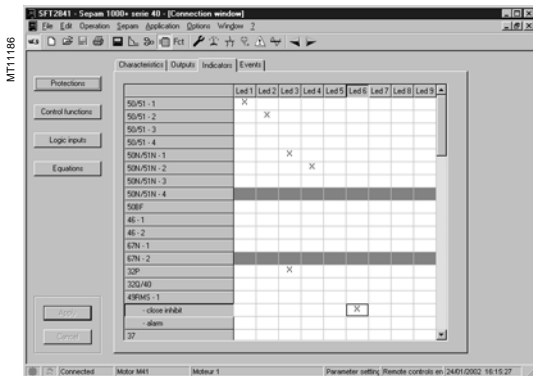 SFT2841 - Sepam 1000+ serie 40 - [Connection window]
File Edit Operation Sepam Application Options Window ?
Fct
MT11186
Characteristics Outputs Indicators Events
Protections
Control functions
Logic inputs
Equations
Led 1 Led 2 Led 3 Led 4 Led 5 Led 6 Led 7 Led 8 Led 9
50/51 - 1 X
50/51 - 2 X
50/51 - 3
50/51 - 4
50N/51N - 1 X
50N/51N - 2 X
50N/51N - 3
50N/51N - 4
50BF
46 - 1
46 - 2
67N - 1
67N - 2
32P X
32Q/40
49RMS - 1
- close inhibit X
- alarm
37
Apply
Cancel
Connected Motor M41 Moteur 1 Parameter setting Remote controls en 24/01/2002 16:15:27